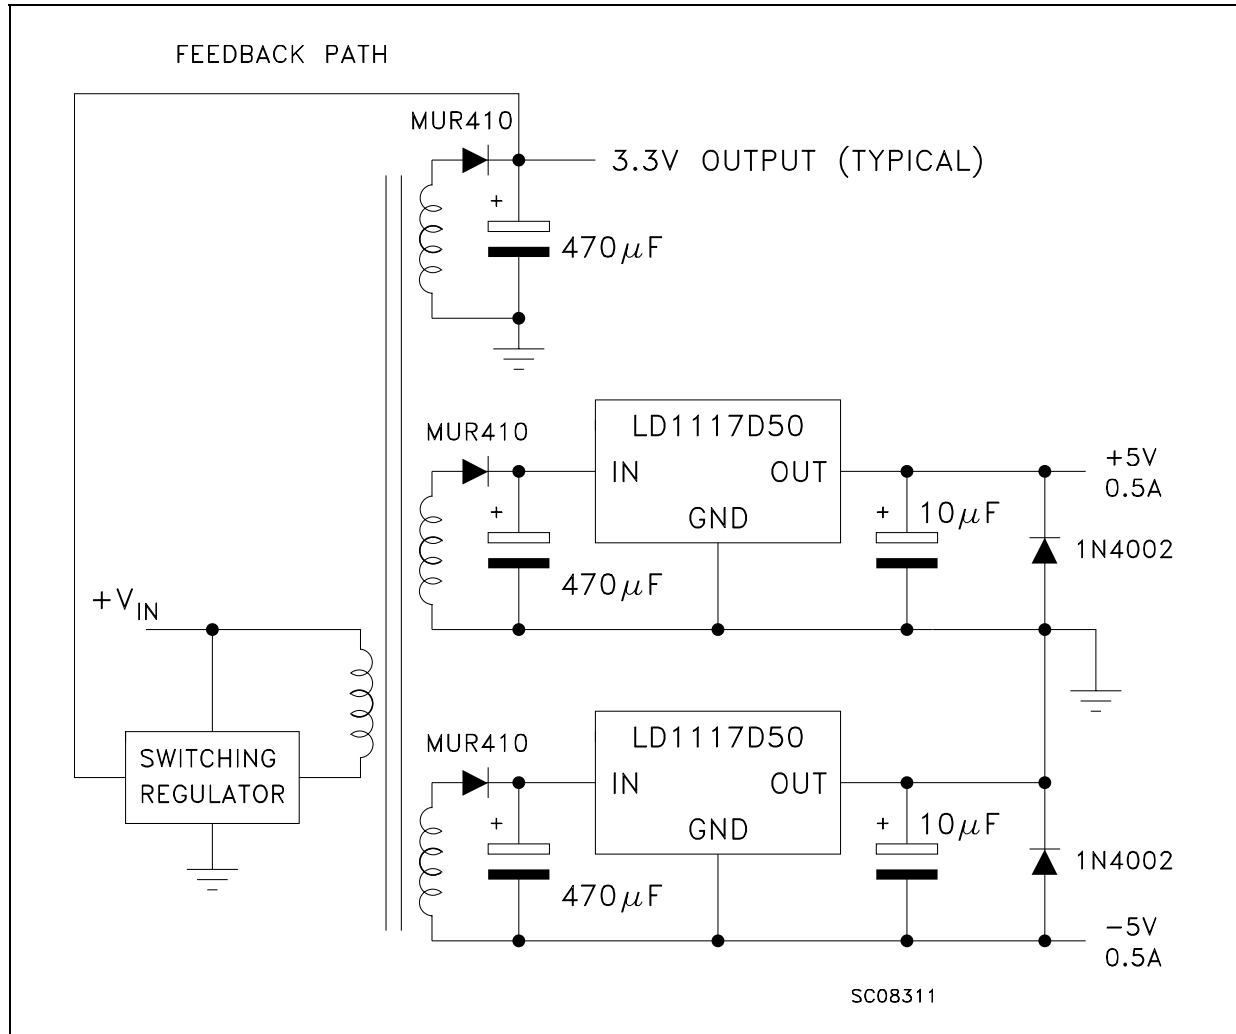 FEEDBACK PATH
MUR410
3.3V OUTPUT (TYPICAL)
+
470μF
MUR410
LD1117D50
IN OUT
GND
+
470μF
+
10μF
+5V
0.5A
1N4002
+VIN
SWITCHING
REGULATOR
MUR410
LD1117D50
IN OUT
GND
+
470μF
+
10μF
1N4002
-5V
0.5A
SC08311